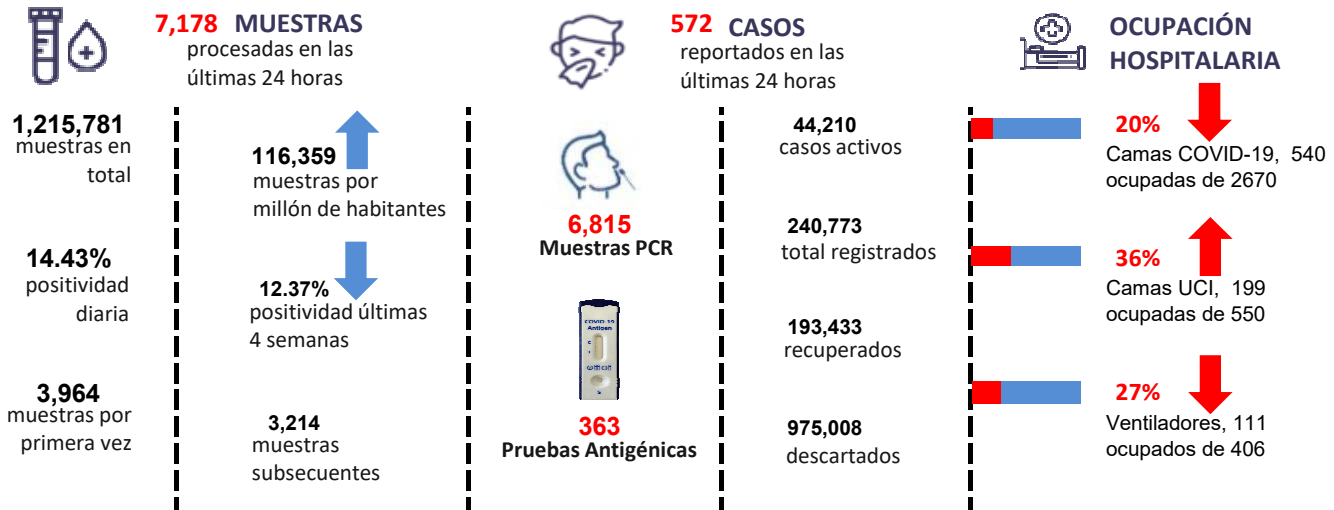 7,178 MUESTRAS
procesadas en las
últimas 24 horas
1,215,781
muestras en
total
14.43%
positividad
diaria
3,964
muestras por
primera vez
116,359
muestras por
millón de habitantes
12.37%
positividad últimas
4 semanas
3,214
muestras
subsecuentes
572 CASOS
reportados en las
últimas 24 horas
6,815
Muestras PCR
COVID-19
Antigen
C
T
363
Pruebas Antigénicas
44,210
casos activos
240,773
total registrados
193,433
recuperados
975,008
descartados
OCUPACIÓN
HOSPITALARIA
20%
Camas COVID-19, 540
ocupadas de 2670
36%
Camas UCI, 199
ocupadas de 550
27%
Ventiladores, 111
ocupados de 406